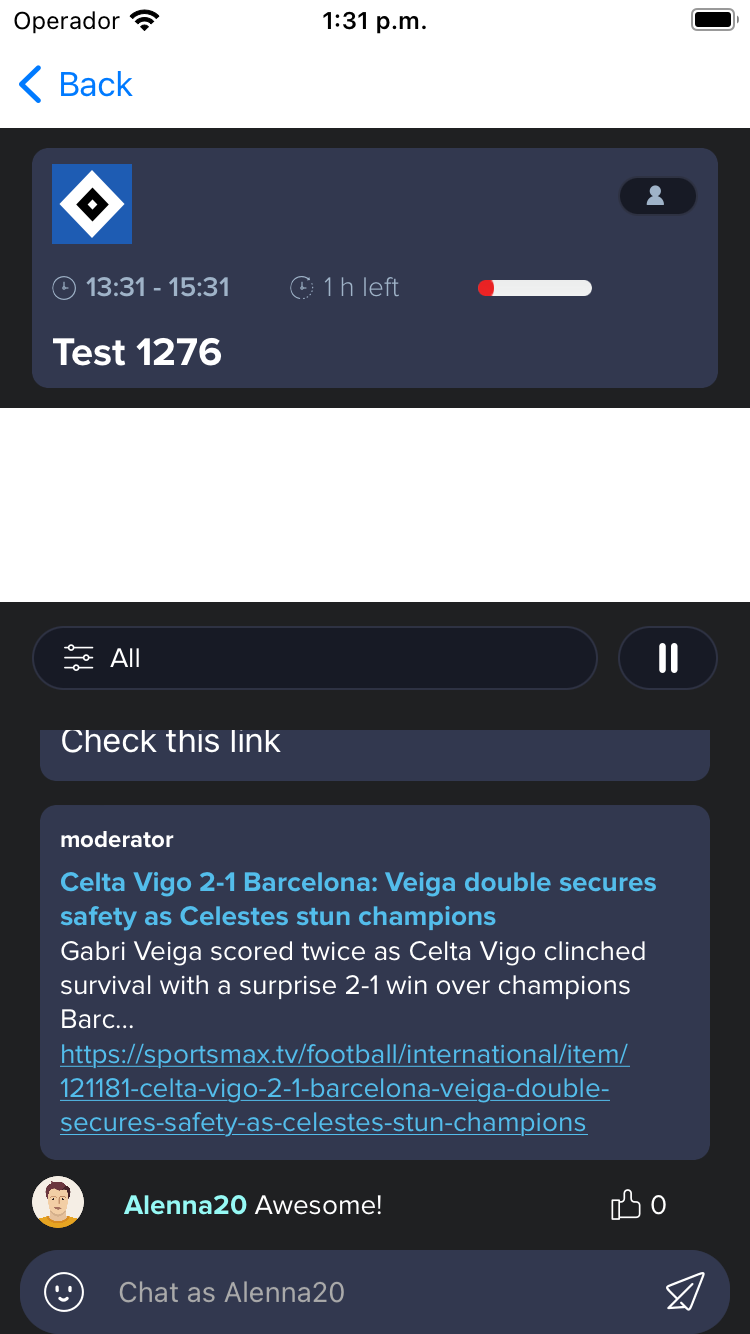 Operador 1:31 p.m.
Back
13:31 - 15:31 1 h left
Test 1276
All
Check this link
moderator
Celta Vigo 2-1 Barcelona: Veiga double secures
safety as Celestes stun champions
Gabri Veiga scored twice as Celta Vigo clinched
survival with a surprise 2-1 win over champions
Barc...
https://sportsmax.tv/football/international/item/
121181-celta-vigo-2-1-barcelona-veiga-double-
secures-safety-as-celestes-stun-champions
Alenna20 Awesome! 0
Chat as Alenna20